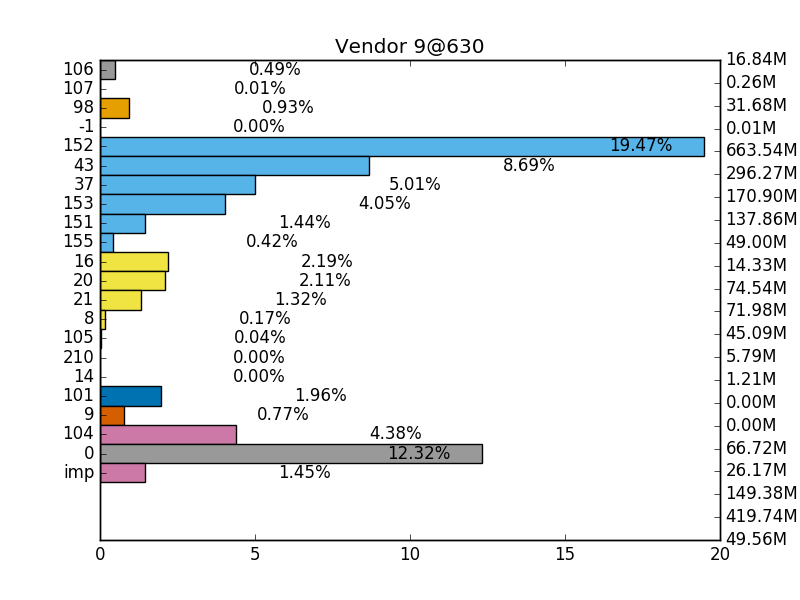 Vendor 9@630
106 0.49% 16.84M
107 0.01% 0.26M
98 0.93% 31.68M
-1 0.00% 0.01M
152 19.47% 663.54M
43 8.69% 296.27M
37 5.01% 170.90M
153 4.05% 137.86M
151 1.44% 49.00M
155 0.42% 14.33M
16 2.19% 74.54M
20 2.11% 71.98M
21 1.32% 45.09M
8 0.17% 5.79M
105 0.04% 1.21M
210 0.00% 0.00M
14 0.00% 0.00M
101 1.96% 66.72M
9 0.77% 26.17M
104 4.38% 149.38M
0 12.32% 419.74M
imp 1.45% 49.56M
0 5 10 15 20